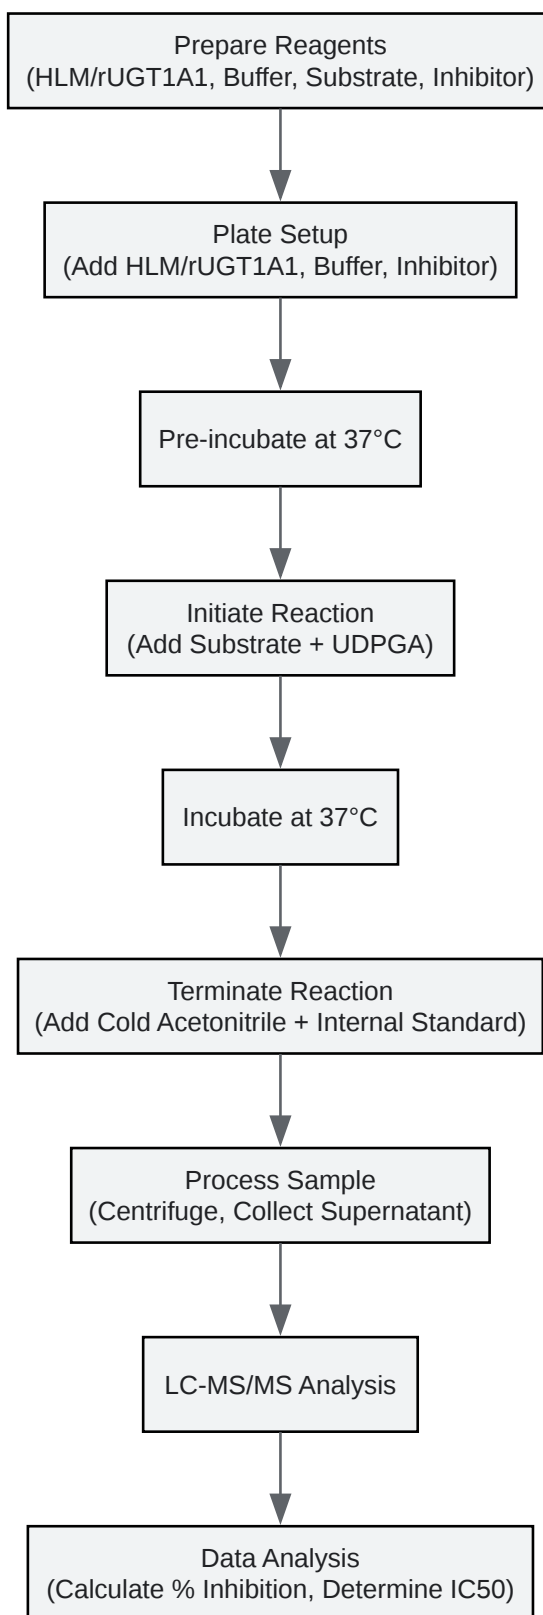 Prepare Reagents
(HLM/rUGT1A1, Buffer, Substrate, Inhibitor)
Plate Setup
(Add HLM/rUGT1A1, Buffer, Inhibitor)
Pre-incubate at 37°C
Initiate Reaction
(Add Substrate + UDPGA)
Incubate at 37°C
Terminate Reaction
(Add Cold Acetonitrile + Internal Standard)
Process Sample
(Centrifuge, Collect Supernatant)
LC-MS/MS Analysis
Data Analysis
(Calculate % Inhibition, Determine IC50)